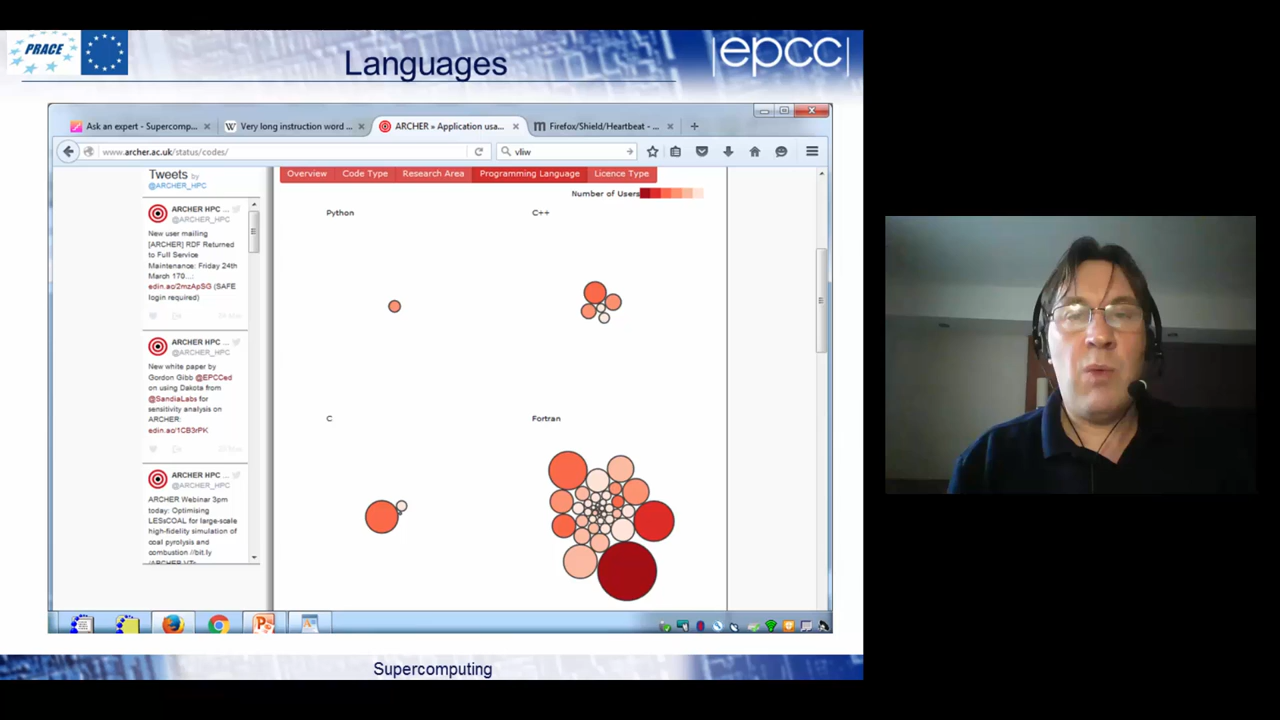 PRACE
Languages
|epcc|
Ask an expert - Supercomp...
Very long instruction word ...
ARCHER » Application usa...
Firefox/Shield/Heartbeat - ...
www.archer.ac.uk/status/codes/
vliw
Tweets by
@ARCHER_HPC
ARCHER HPC ...
@ARCHER_HPC
New user mailing
[ARCHER] RDF Returned
to Full Service
Maintenance: Friday 24th
March 170...:
edin.ac/2mzApSG (SAFE
login required)
ARCHER HPC ...
@ARCHER_HPC
New white paper by
Gordon Gibb @EPCCed
on using Dakota from
@SandiaLabs for
sensitivity analysis on
ARCHER:
edin.ac/1CB3rPK
ARCHER HPC ...
@ARCHER_HPC
ARCHER Webinar 3pm
today: Optimising
LESsCOAL for large-scale
high-fidelity simulation of
coal pyrolysis and
combustion //bit.ly
/ARCHER_VT
Overview
Code Type
Research Area
Programming Language
Licence Type
Number of Users
Python
C++
C
Fortran
Supercomputing